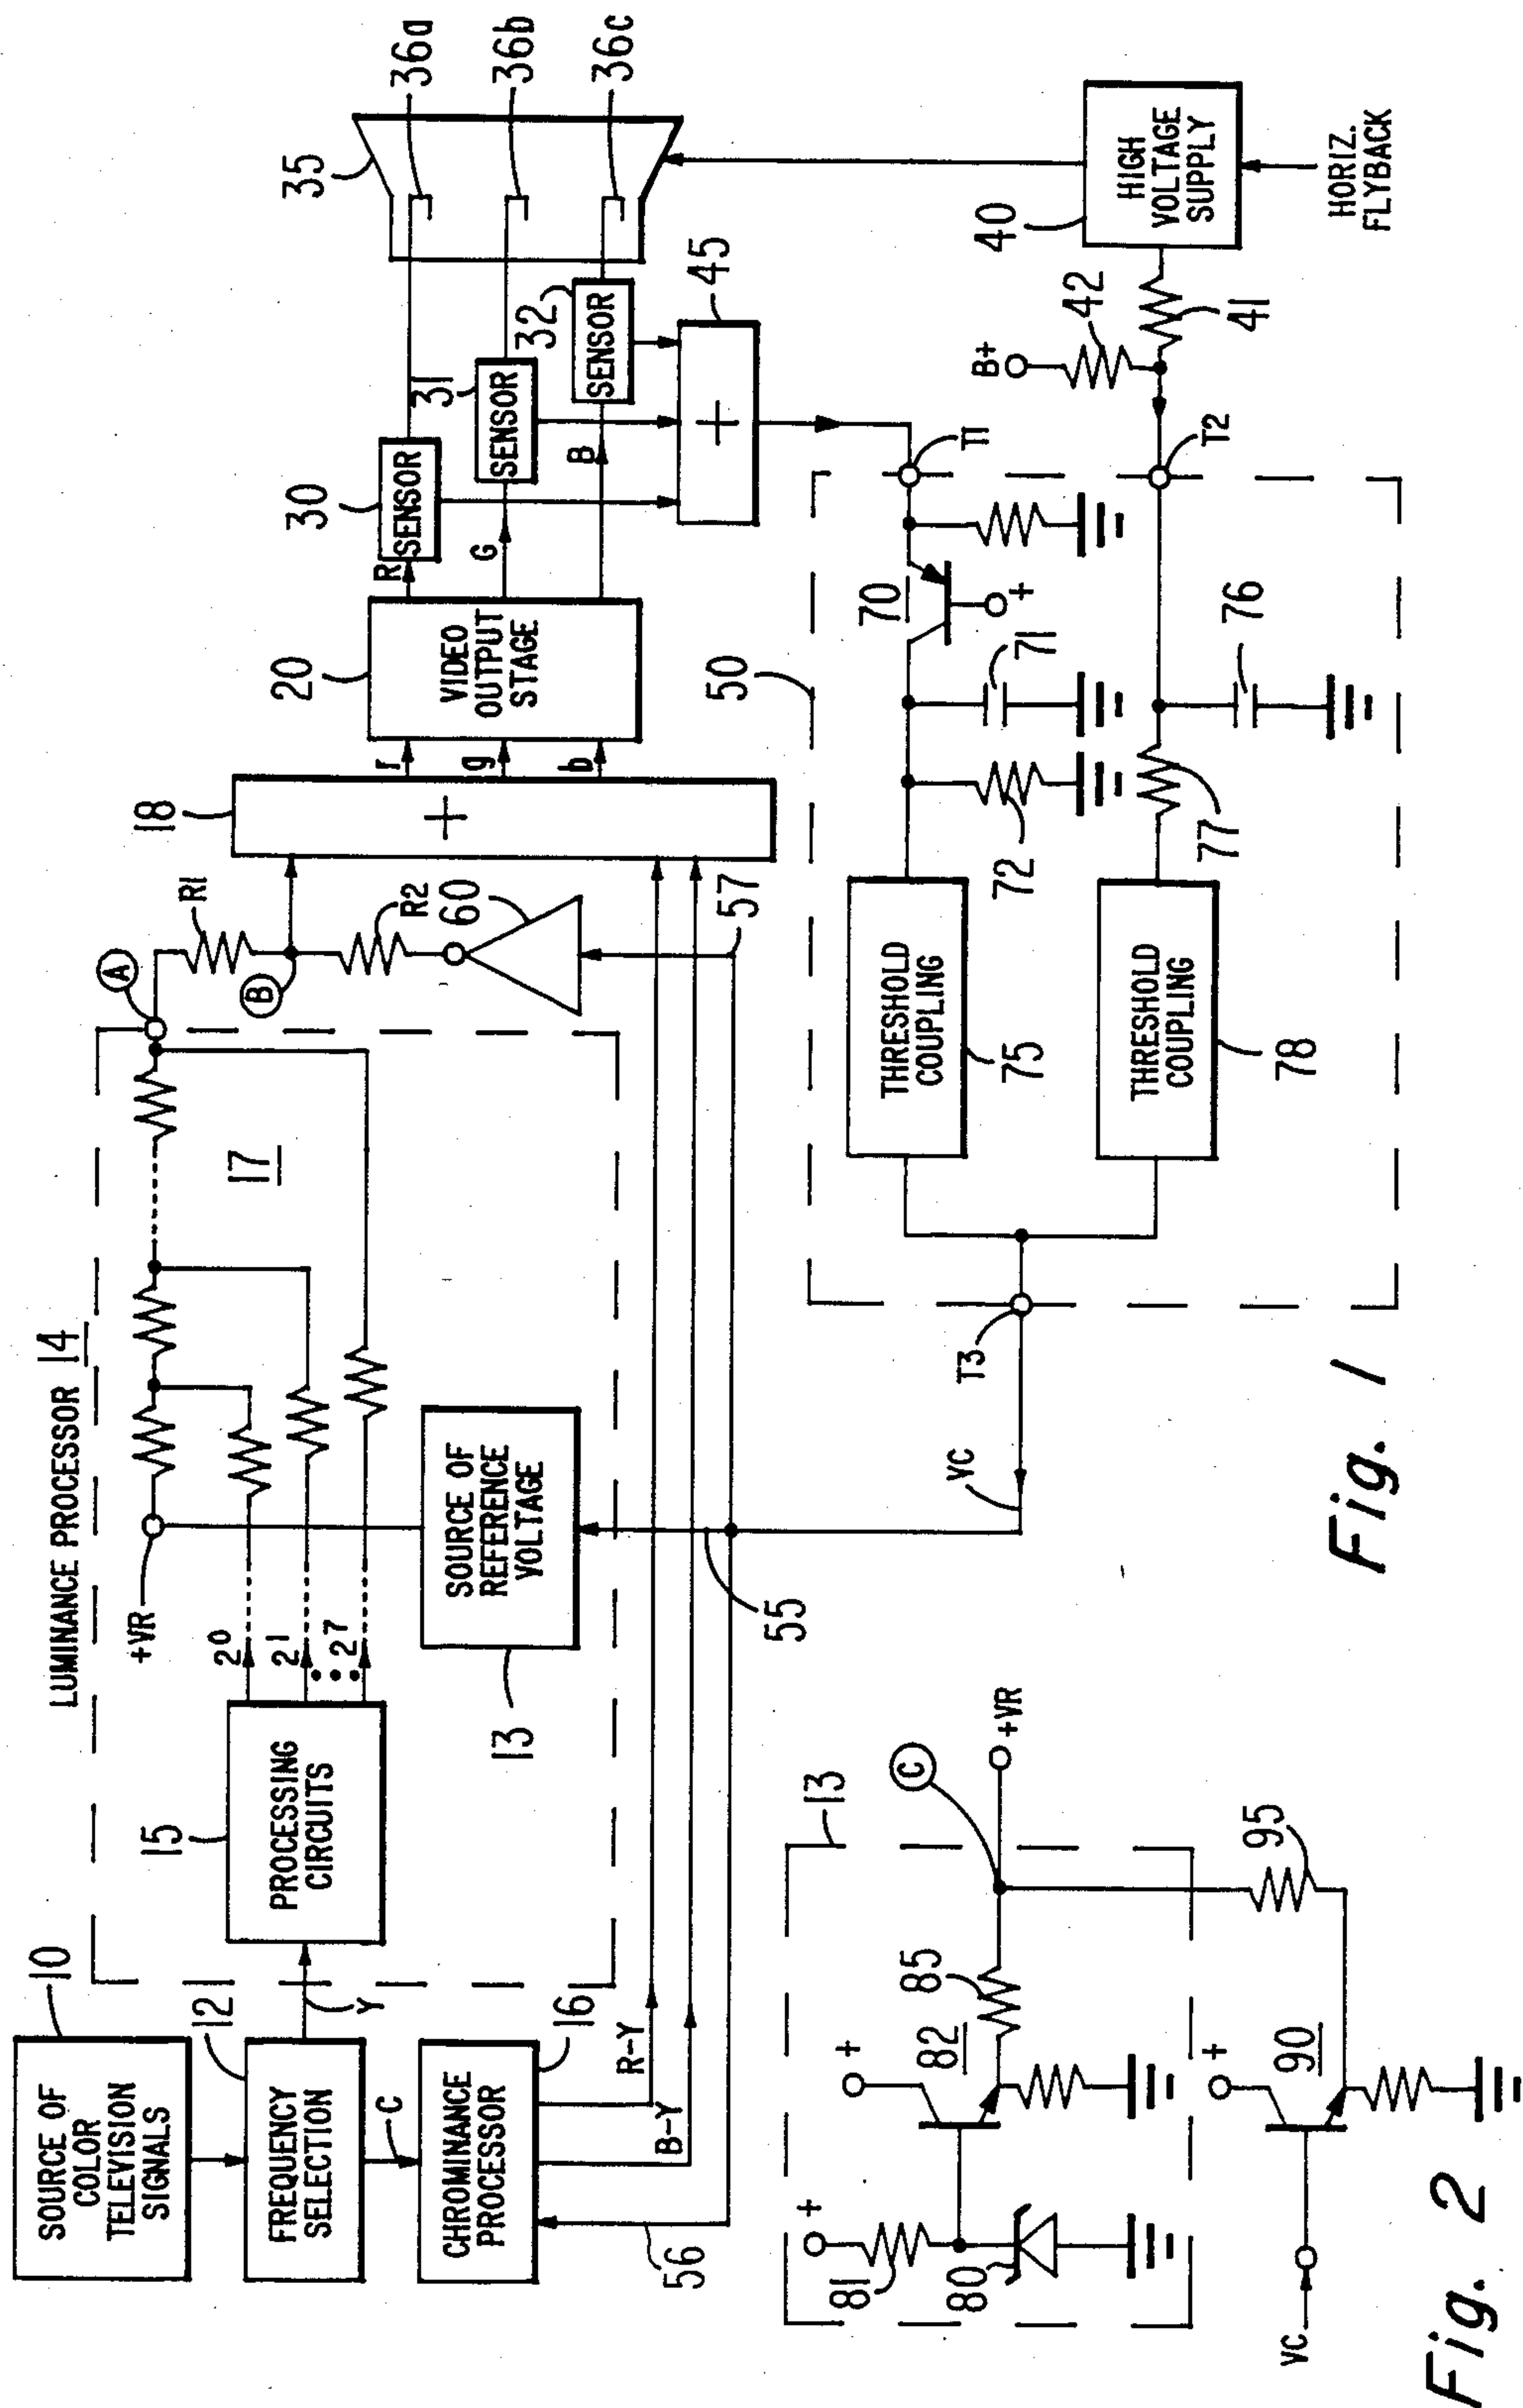 10
SOURCE OF
COLOR
TELEVISION
SIGNALS
12
FREQUENCY
SELECTION
Y
C
16
CHROMINANCE
PROCESSOR
R-Y
B-Y
56
LUMINANCE PROCESSOR 14
15
PROCESSING
CIRCUITS
2⁰
2¹
2⁷
+VR
13
SOURCE OF
REFERENCE
VOLTAGE
55
17
A
R1
B
R2
60
57
18
+
r
g
b
20
VIDEO
OUTPUT
STAGE
R
G
B
30
SENSOR
31
SENSOR
32
SENSOR
35
36a
36b
36c
45
+
40
HIGH
VOLTAGE
SUPPLY
HORIZ.
FLYBACK
41
42
B+
50
T1
T2
70
+
71
72
THRESHOLD
COUPLING
75
76
77
THRESHOLD
COUPLING
78
T3
VC
Fig. 1
13
+
81
80
+
82
85
C
+VR
95
+
90
VC
Fig. 2